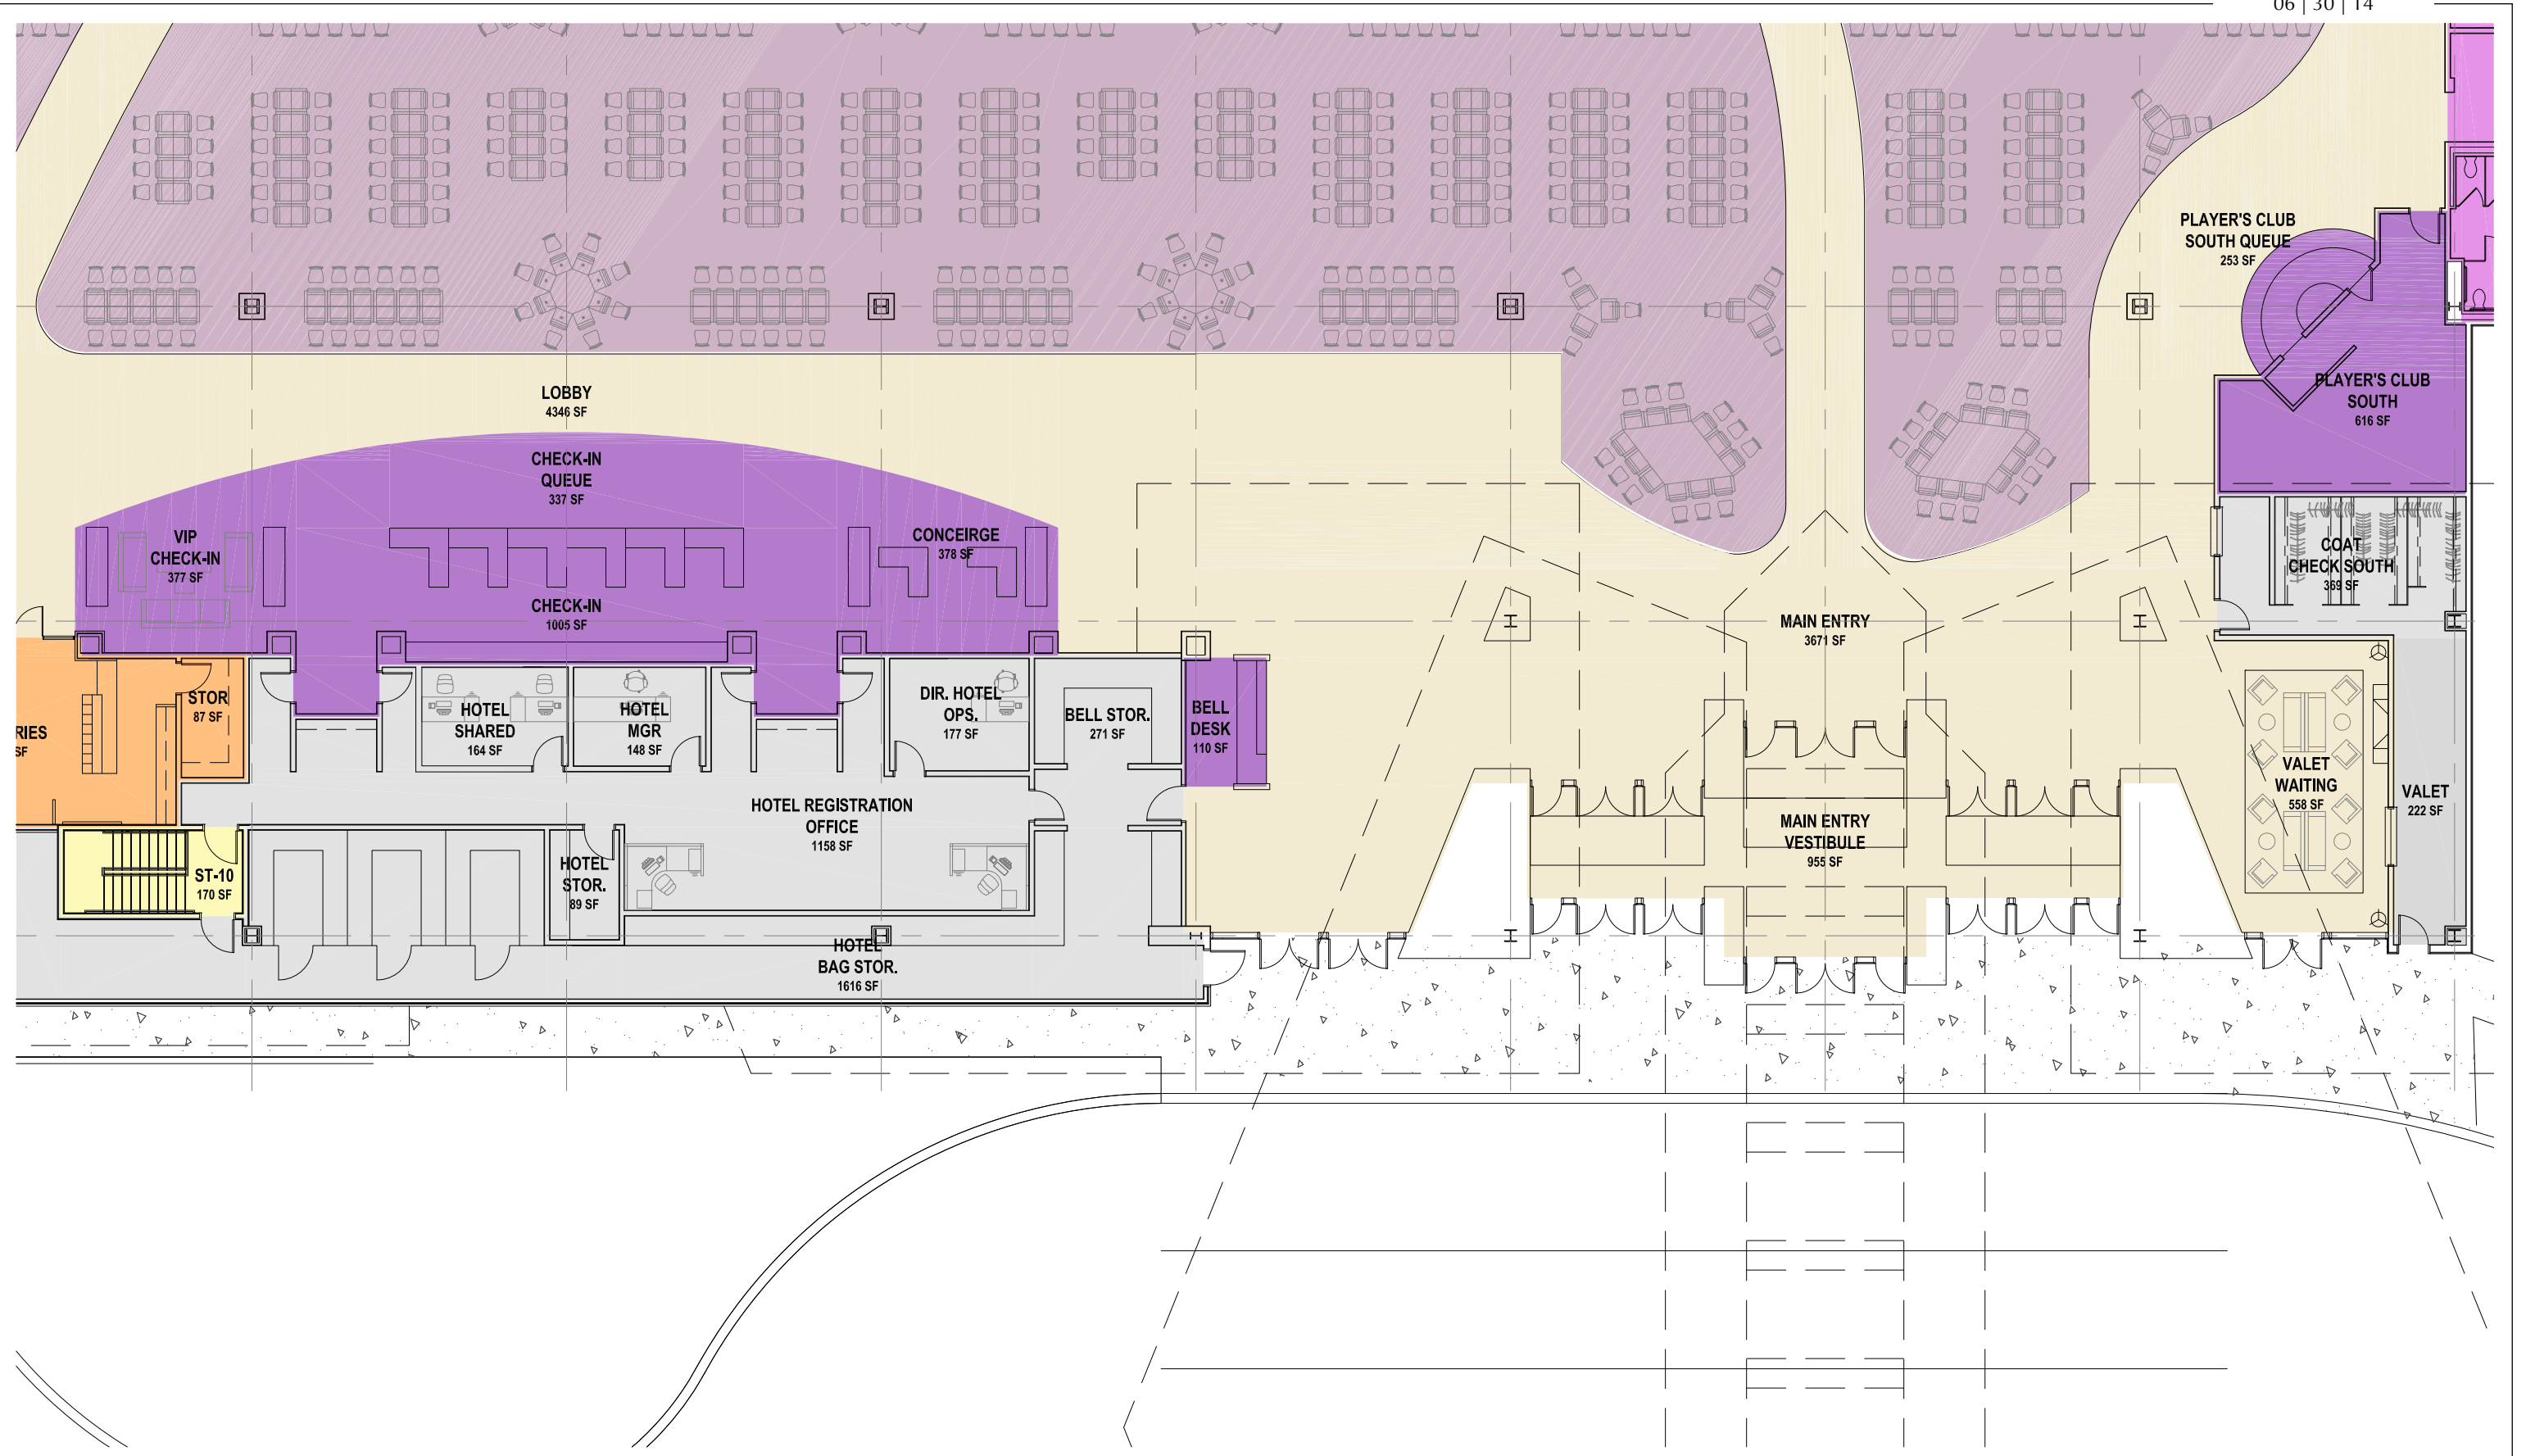 06 | 30 | 14
PLAYER'S CLUB
SOUTH QUEUE
253 SF
LOBBY
4346 SF
PLAYER'S CLUB
SOUTH
616 SF
CHECK-IN
QUEUE
337 SF
VIP
CHECK-IN
377 SF
CONCEIRGE
378 SF
COAT
CHECK SOUTH
369 SF
CHECK-IN
1005 SF
MAIN ENTRY
3671 SF
STOR
87 SF
HOTEL
SHARED
164 SF
HOTEL
MGR
148 SF
DIR. HOTEL
OPS.
177 SF
BELL STOR.
271 SF
BELL
DESK
110 SF
RIES
SF
VALET
WAITING
558 SF
VALET
222 SF
HOTEL REGISTRATION
OFFICE
1158 SF
MAIN ENTRY
VESTIBULE
955 SF
ST-10
170 SF
HOTEL
STOR.
89 SF
HOTEL
BAG STOR.
1616 SF